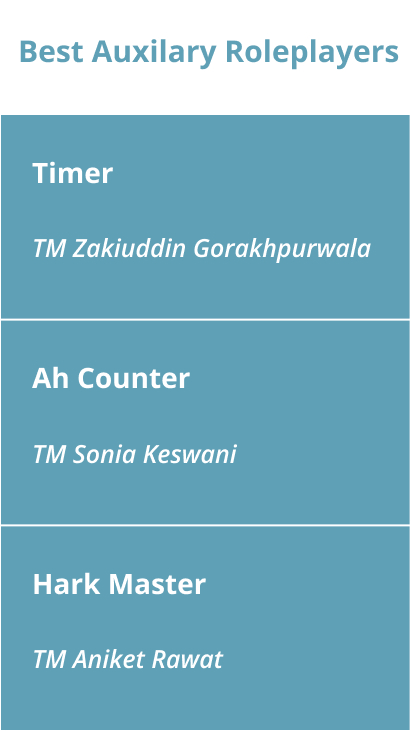 Best Auxilary Roleplayers
Timer
TM Zakiuddin Gorakhpurwala
Ah Counter
TM Sonia Keswani
Hark Master
TM Aniket Rawat